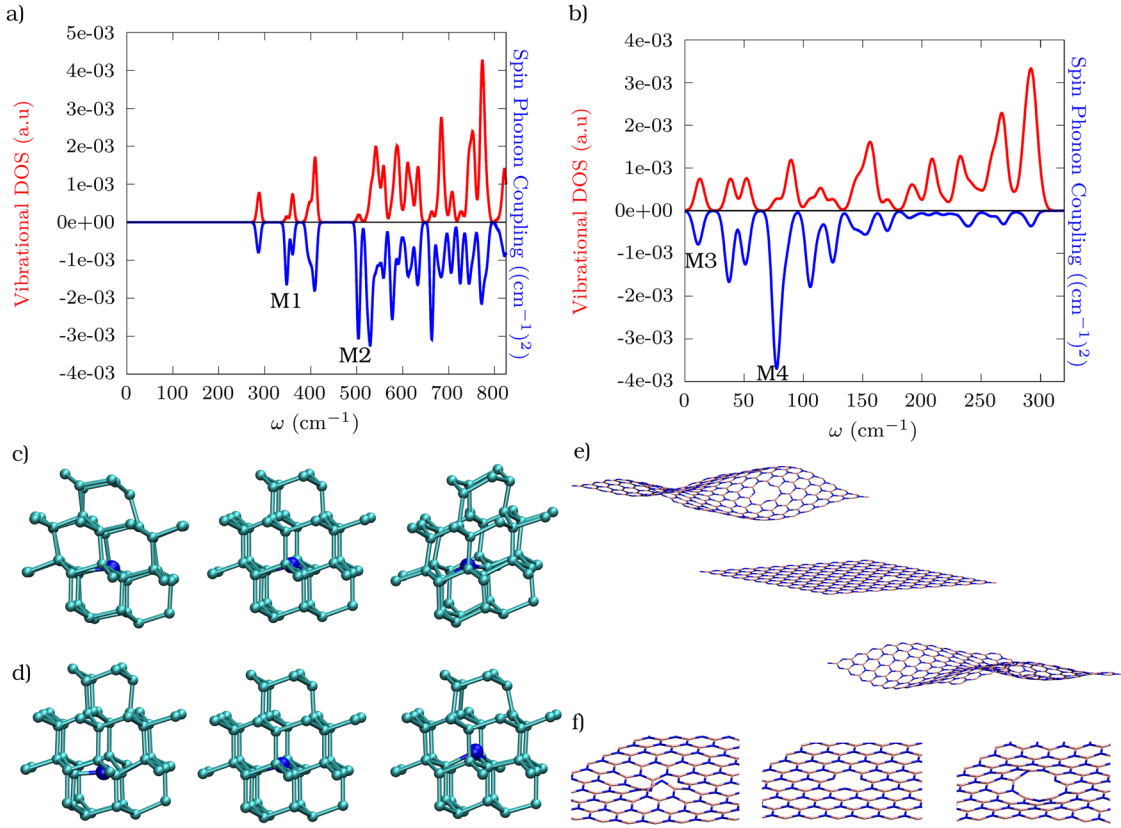 a)
Vibrational DOS (a.u)
5e-03
4e-03
3e-03
2e-03
1e-03
0e+00
-1e-03
-2e-03
-3e-03
-4e-03
0 100 200 300 400 500 600 700 800
ω (cm⁻¹)
M1
M2
Spin Phonon Coupling ((cm⁻¹)²)
b)
Vibrational DOS (a.u)
4e-03
3e-03
2e-03
1e-03
0e+00
-1e-03
-2e-03
-3e-03
-4e-03
0 50 100 150 200 250 300
ω (cm⁻¹)
M3
M4
Spin Phonon Coupling ((cm⁻¹)²)
c)
d)
e)
f)